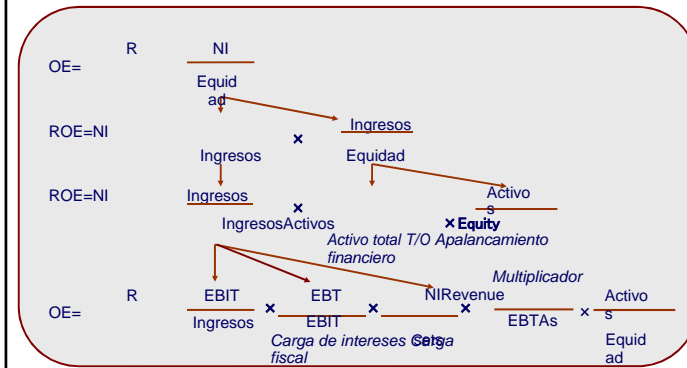 R NI
OE=
Equid
ad
ROE=NI Ingresos
×
Ingresos Equidad
ROE=NI Ingresos Activo
s
×
IngresosActivos × Equity
Activo total T/O Apalancamiento
financiero
Multiplicador
R EBIT EBT NIRevenue Activo
OE= × × × × s
Ingresos EBIT EBTAs
Carga de intereses Carga
fiscal
Equid
ad